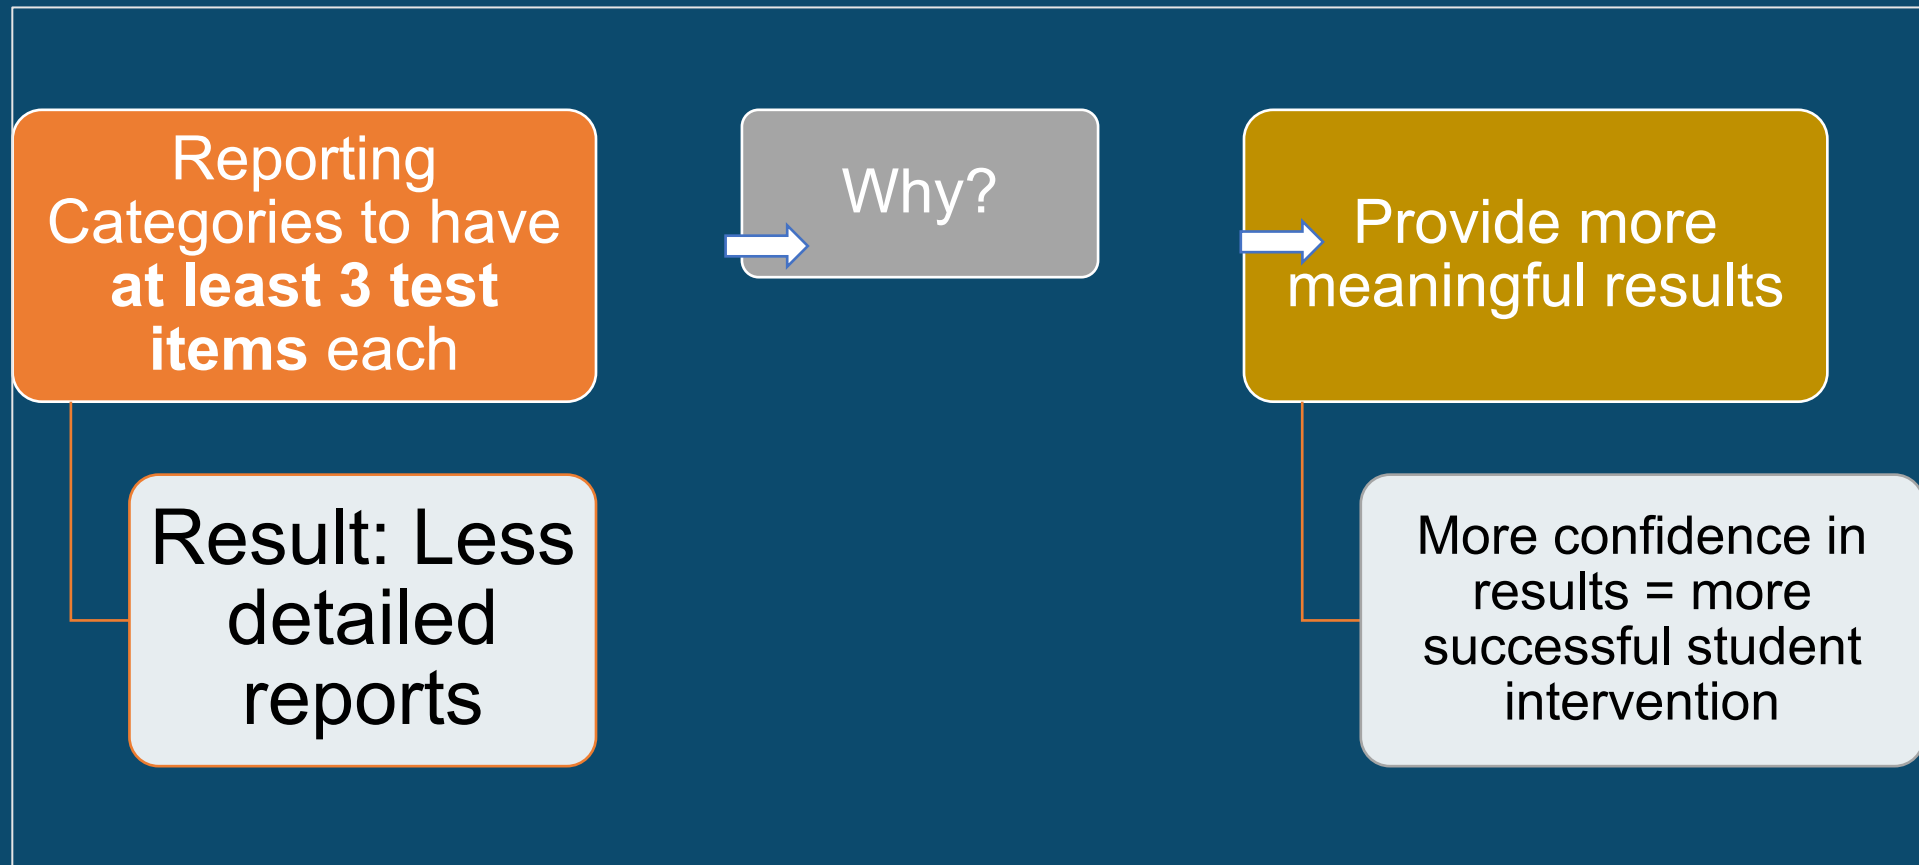 Reporting
Categories to have
at least 3 test
items each
Result: Less
detailed
reports
Why?
Provide more
meaningful results
More confidence in
results = more
successful student
intervention